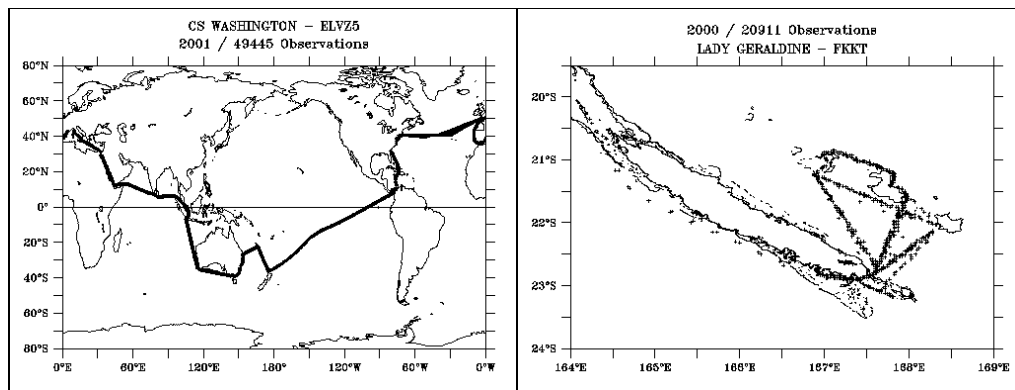 CS WASHINGTON - ELVZ5
2001 / 49445 Observations
80°N
60°N
40°N
20°N
0°
20°S
40°S
60°S
80°S
0°E 60°E 120°E 180°E 120°W 60°W 0°W
2000 / 20911 Observations
LADY GERALDINE - FKKT
20°S
21°S
22°S
23°S
24°S
164°E 165°E 166°E 167°E 168°E 169°E